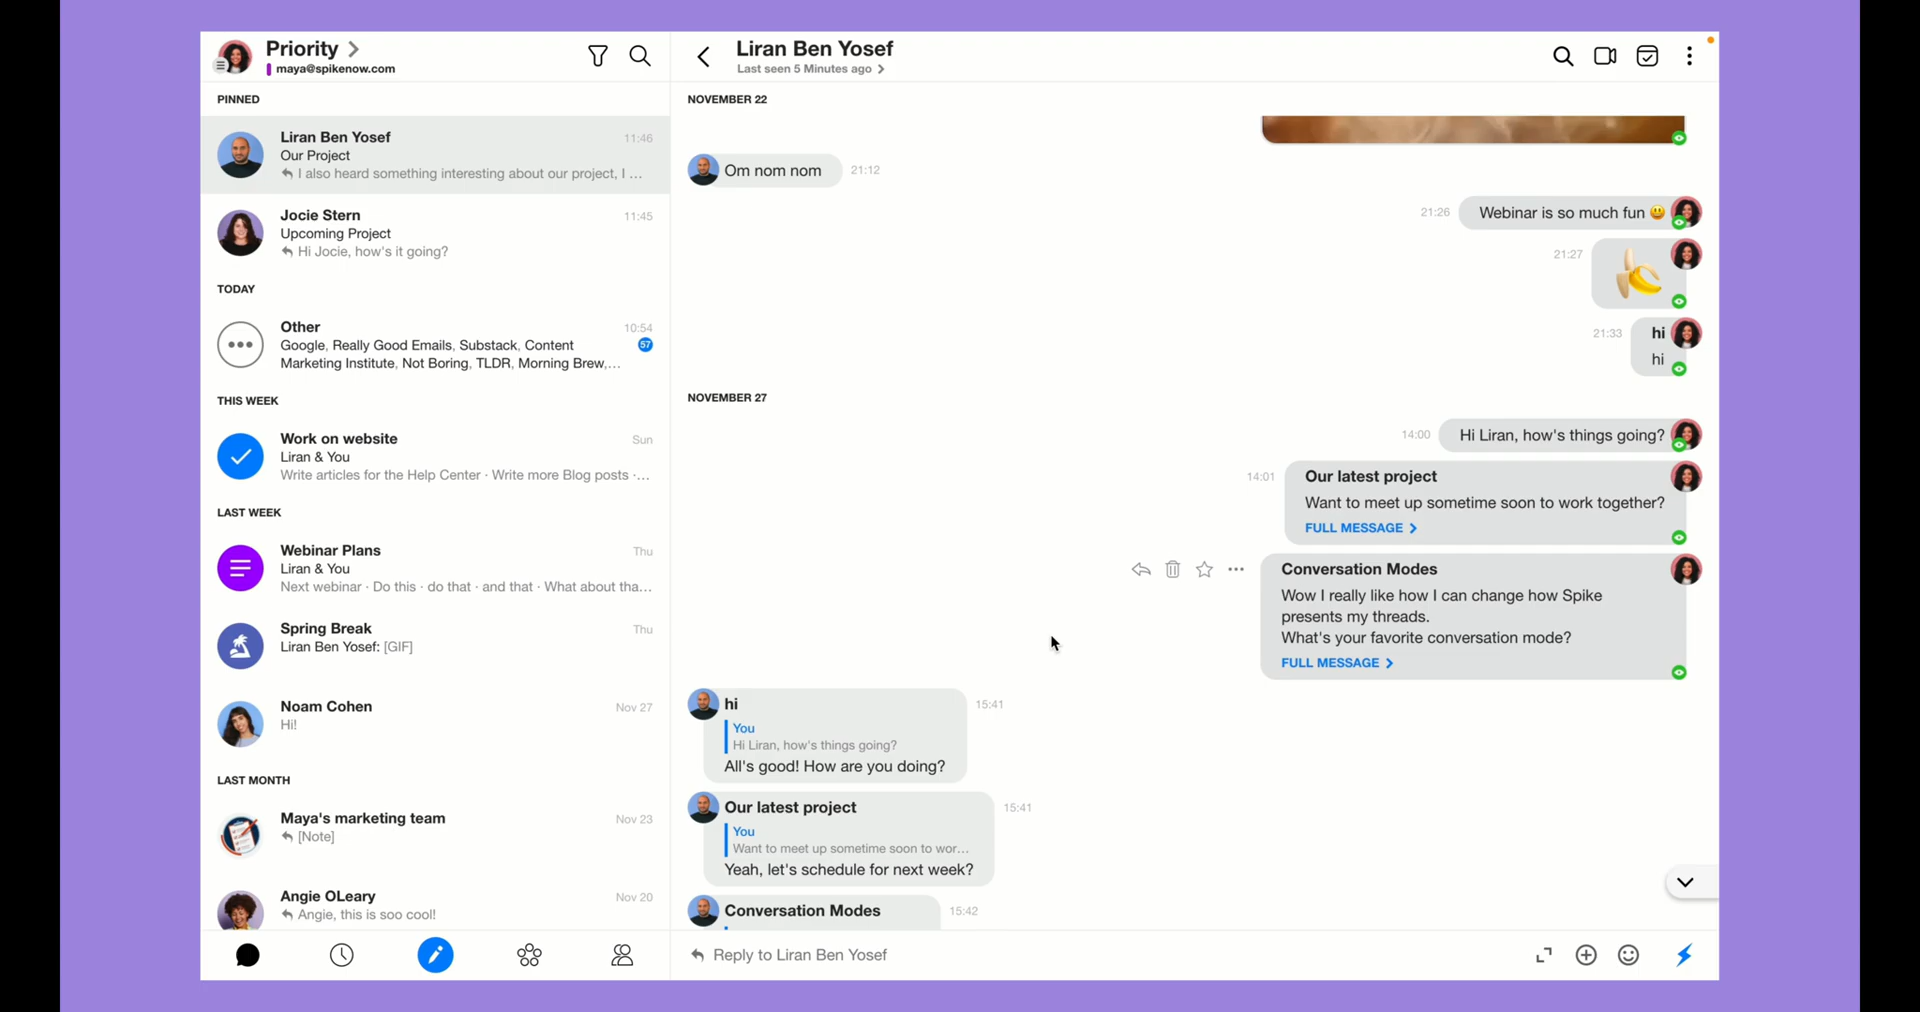 Priority
maya@spikenow.com
PINNED
Liran Ben Yosef
11:46
Our Project
I also heard something interesting about our project, I ...
Jocie Stern
11:45
Upcoming Project
Hi Jocie, how's it going?
TODAY
Other
10:54
Google, Really Good Emails, Substack, Content
57
Marketing Institute, Not Boring, TLDR, Morning Brew,...
THIS WEEK
Work on website
Sun
Liran & You
Write articles for the Help Center · Write more Blog posts ·...
LAST WEEK
Webinar Plans
Thu
Liran & You
Next webinar · Do this · do that · and that · What about tha...
Spring Break
Thu
Liran Ben Yosef: [GIF]
Noam Cohen
Nov 27
Hi!
LAST MONTH
Maya's marketing team
Nov 23
[Note]
Angie OLeary
Nov 20
Angie, this is soo cool!
Liran Ben Yosef
Last seen 5 Minutes ago
NOVEMBER 22
Om nom nom
21:12
21:26
Webinar is so much fun 😃
21:27
21:33
hi
hi
NOVEMBER 27
14:00
Hi Liran, how's things going?
14:01
Our latest project
Want to meet up sometime soon to work together?
FULL MESSAGE
Conversation Modes
Wow I really like how I can change how Spike
presents my threads.
What's your favorite conversation mode?
FULL MESSAGE
hi
15:41
You
Hi Liran, how's things going?
All's good! How are you doing?
Our latest project
15:41
You
Want to meet up sometime soon to wor...
Yeah, let's schedule for next week?
Conversation Modes
15:42
Reply to Liran Ben Yosef